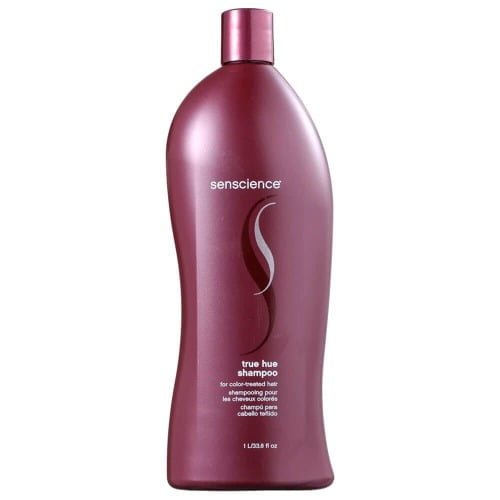 senscience®
true hue
shampoo
for color-treated hair
shampooing pour
les cheveux colorés
champú para
cabello teñido
1 L/33.8 fl oz